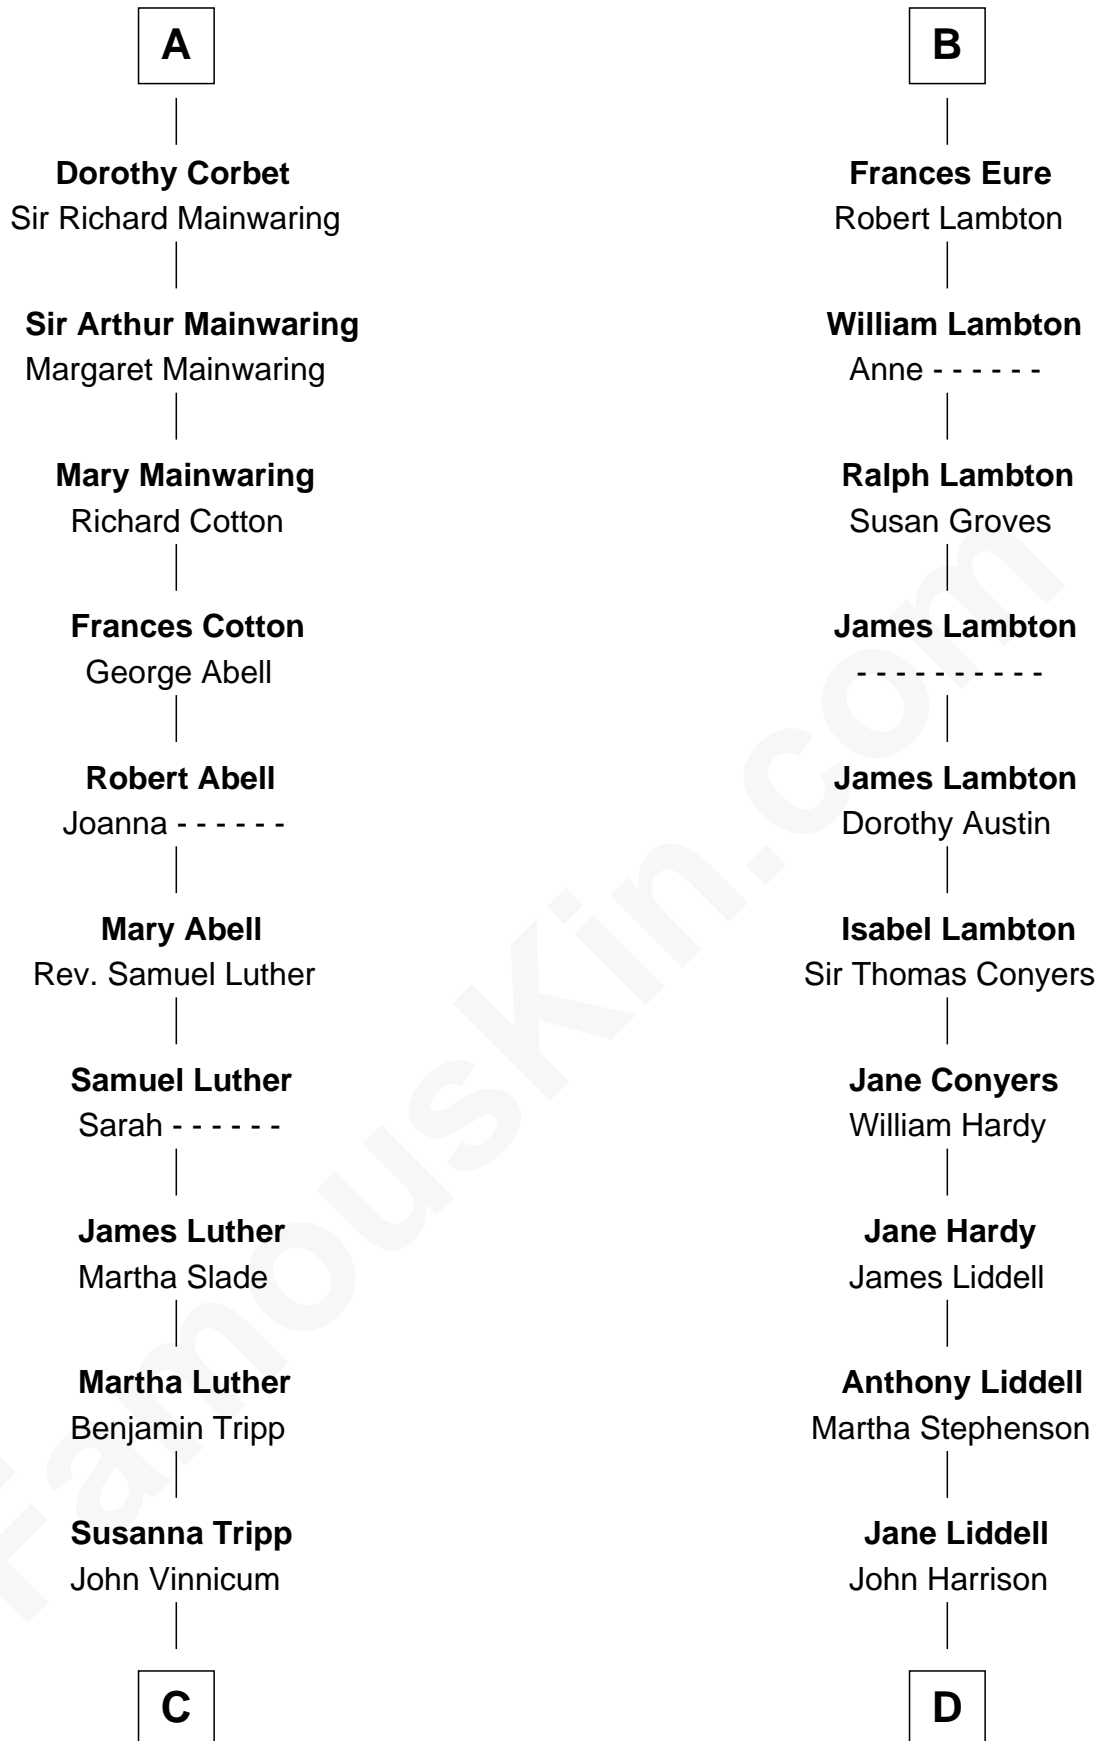 A
Dorothy Corbet
Sir Richard Mainwaring
Sir Arthur Mainwaring
Margaret Mainwaring
Mary Mainwaring
Richard Cotton
Frances Cotton
George Abell
Robert Abell
Joanna - - - - - -
Mary Abell
Rev. Samuel Luther
Samuel Luther
Sarah - - - - - -
James Luther
Martha Slade
Martha Luther
Benjamin Tripp
Susanna Tripp
John Vinnicum
C
B
Frances Eure
Robert Lambton
William Lambton
Anne - - - - - -
Ralph Lambton
Susan Groves
James Lambton
- - - - - - - - - -
James Lambton
Dorothy Austin
Isabel Lambton
Sir Thomas Conyers
Jane Conyers
William Hardy
Jane Hardy
James Liddell
Anthony Liddell
Martha Stephenson
Jane Liddell
John Harrison
D
FamousKin.com